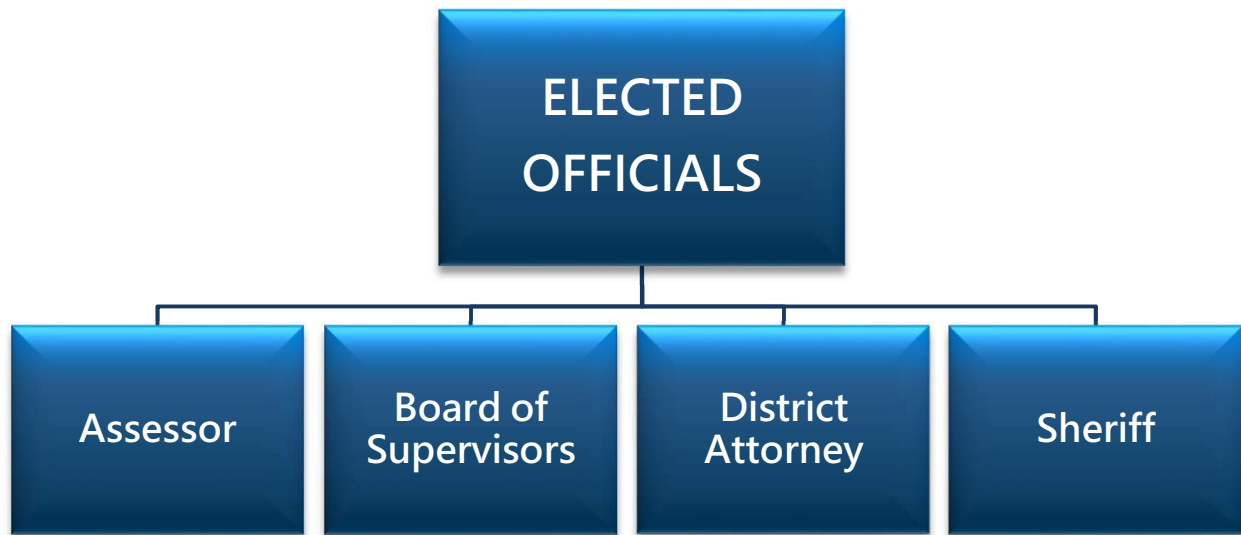 ELECTED
OFFICIALS
Assessor
Board of
Supervisors
District
Attorney
Sheriff